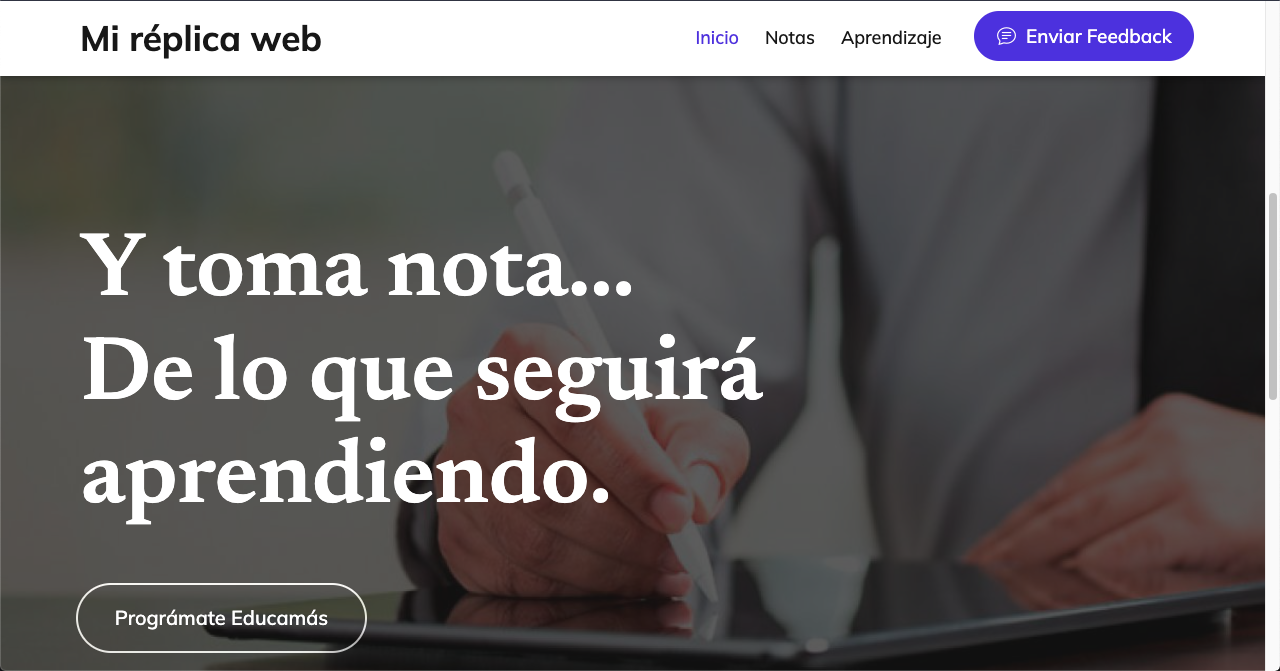 Mi réplica web
Inicio
Notas
Aprendizaje
Enviar Feedback
Y toma nota...
De lo que seguirá
aprendiendo.
Prográmate Educamás